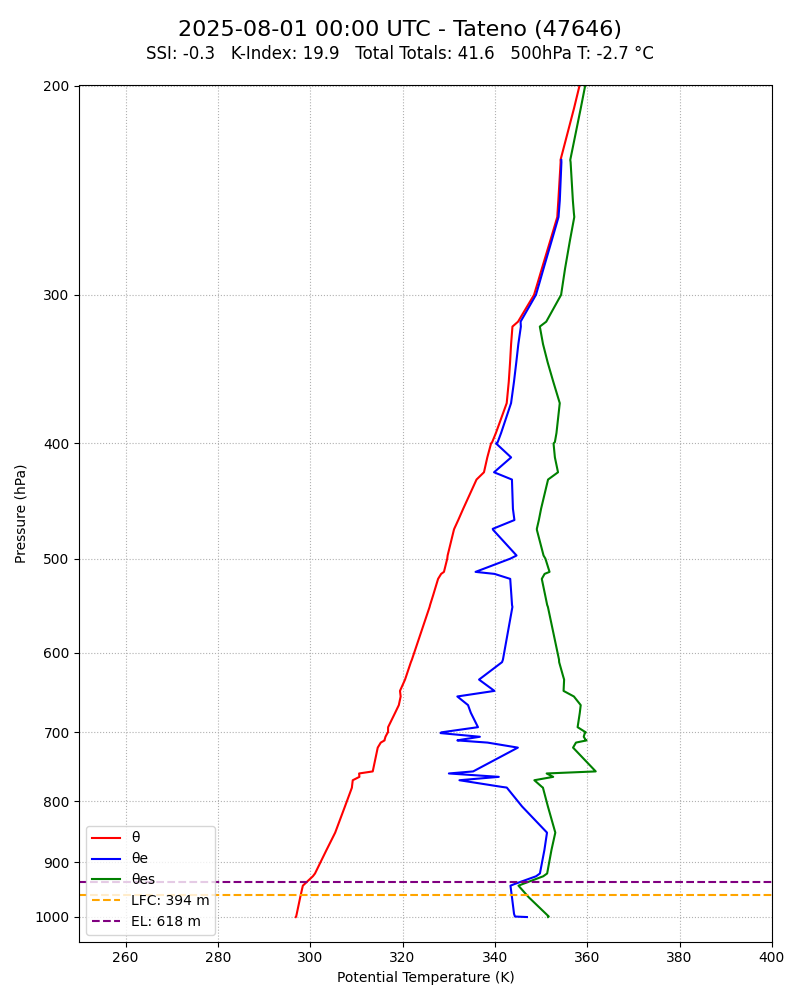 2025-08-01 00:00 UTC - Tateno (47646)
SSI: -0.3   K-Index: 19.9   Total Totals: 41.6   500hPa T: -2.7 °C
200
300
400
500
600
700
800
900
1000
Pressure (hPa)
θ
θe
θes
LFC: 394 m
EL: 618 m
260
280
300
320
340
360
380
400
Potential Temperature (K)